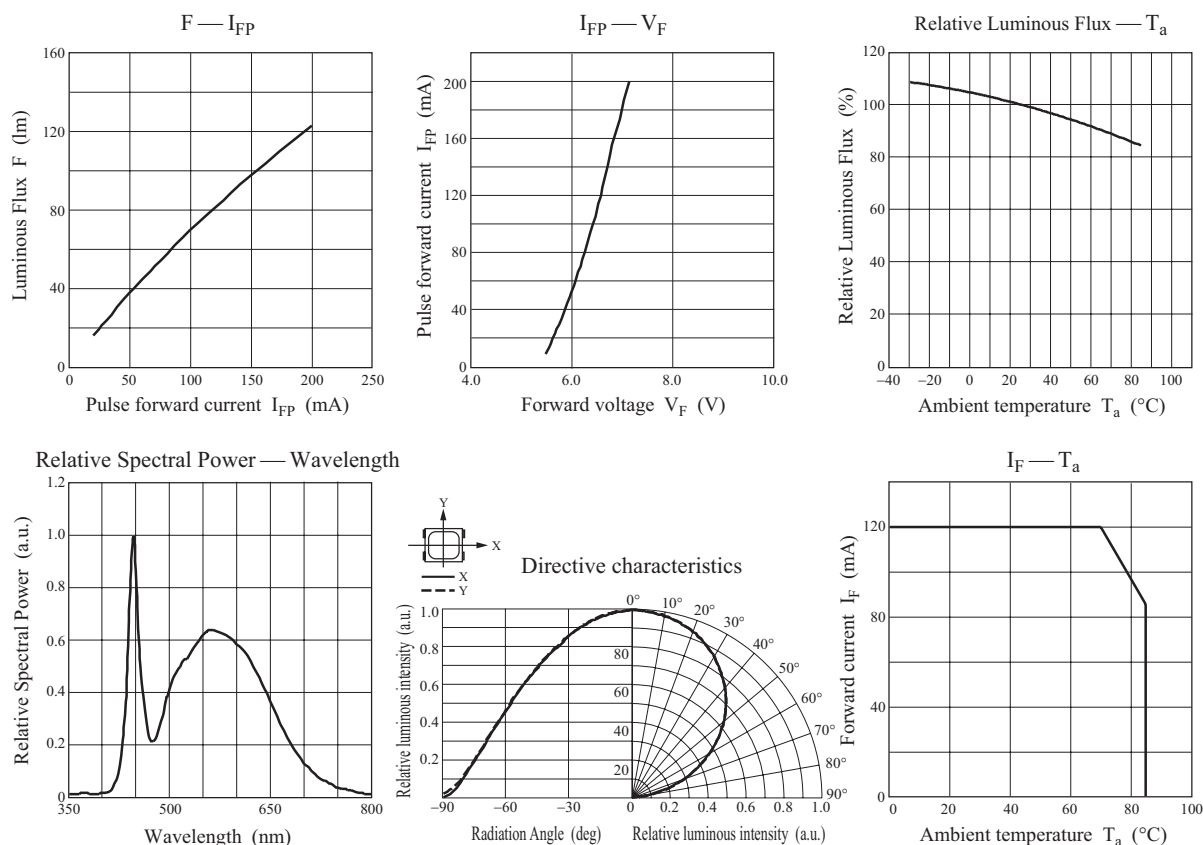 F — I_FP
160
120
80
40
0
0 50 100 150 200 250
Luminous Flux F (lm)
Pulse forward current I_FP (mA)
I_FP — V_F
200
160
120
80
40
0
4.0 6.0 8.0 10.0
Pulse forward current I_FP (mA)
Forward voltage V_F (V)
Relative Luminous Flux — T_a
120
100
80
60
40
20
0
−40 −20 0 20 40 60 80 100
Relative Luminous Flux (%)
Ambient temperature T_a (°C)
Relative Spectral Power — Wavelength
1.2
1.0
0.8
0.6
0.4
0.2
0
350 500 650 800
Relative Spectral Power (a.u.)
Wavelength (nm)
Y
X
X
Y
Directive characteristics
1.0
0.8
0.6
0.4
0.2
−90 −60 −30 0 0.2 0.4 0.6 0.8 1.0
Relative luminous intensity (a.u.)
80
60
40
20
0° 10° 20° 30° 40° 50° 60° 70° 80° 90°
Radiation Angle (deg) Relative luminous intensity (a.u.)
I_F — T_a
120
80
40
0
0 20 40 60 80 100
Forward current I_F (mA)
Ambient temperature T_a (°C)